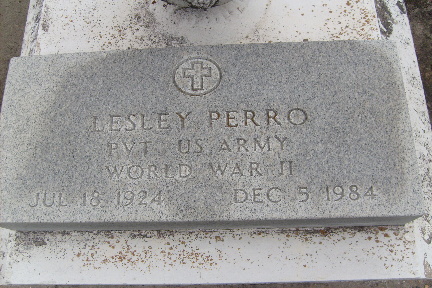 LESLEY PERRO
PVT US ARMY
WORLD WAR II
JUL 18 1924 DEC 5 1984